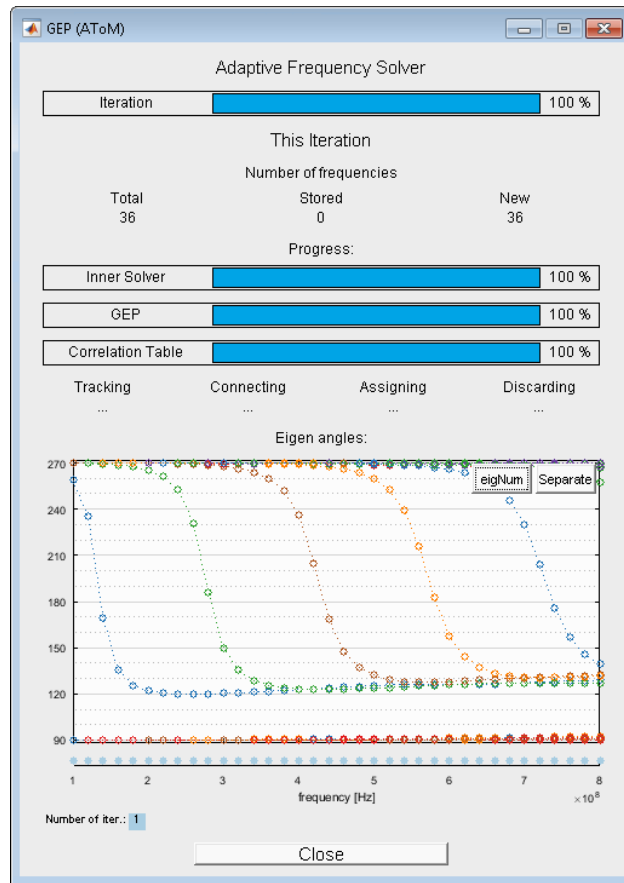 GEP (AToM)
Adaptive Frequency Solver
Iteration 100 %
This Iteration
Number of frequencies
Total Stored New
36 0 36
Progress:
Inner Solver 100 %
GEP 100 %
Correlation Table 100 %
Tracking Connecting Assigning Discarding
... ... ... ...
Eigen angles:
270
eigNum Separate
240
210
180
150
120
90
1 2 3 4 5 6 7 8
frequency [Hz] ×10^8
Number of iter.: 1
Close